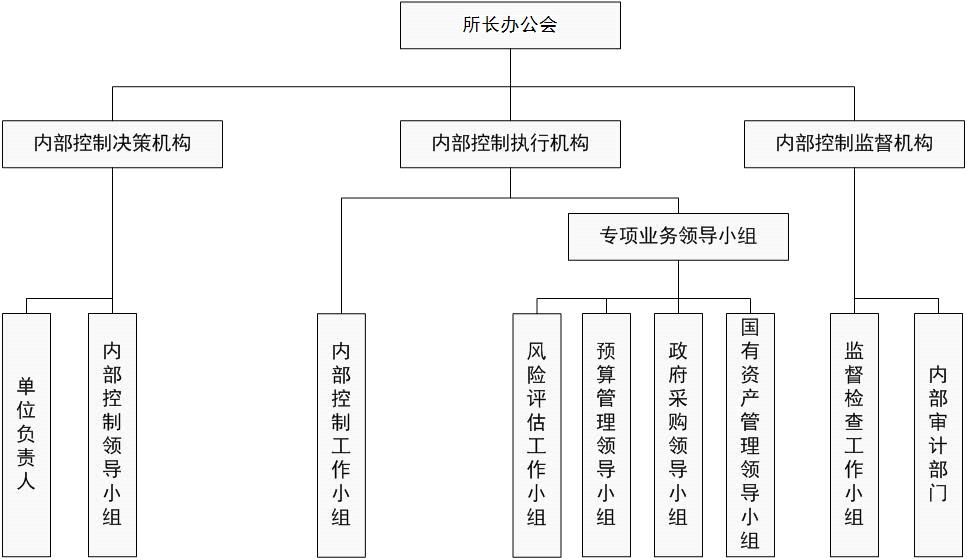 所长办公会
内部控制决策机构
内部控制执行机构
内部控制监督机构
专项业务领导小组
单位负责人
内部控制领导小组
内部控制工作小组
风险评估工作小组
预算管理领导小组
政府采购领导小组
国有资产管理领导小组
监督检查工作小组
内部审计部门